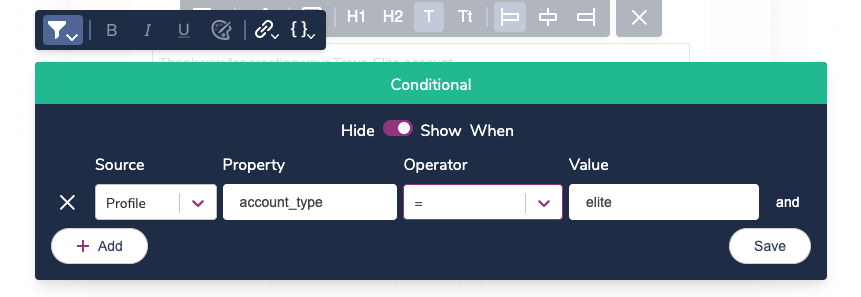 H1 H2 T Tt
B I U {}
Thank you for creating your Travo Elite account
Conditional
Hide Show When
Source Property Operator Value
Profile account_type = elite and
+ Add Save